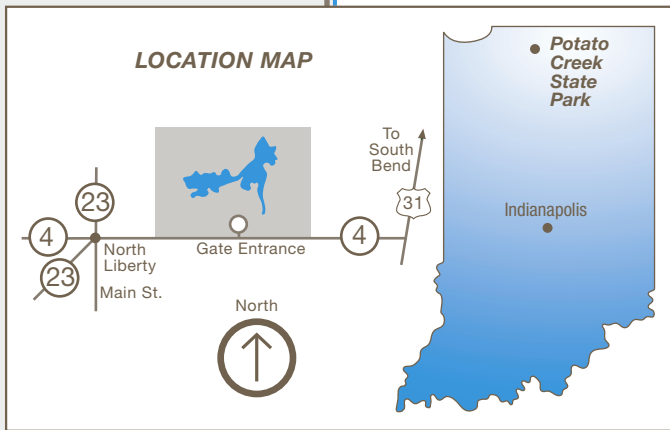 LOCATION MAP
Potato
Creek
State
Park
To
South
Bend
23
31
4
North
Liberty
Gate Entrance
4
23
Main St.
Indianapolis
North